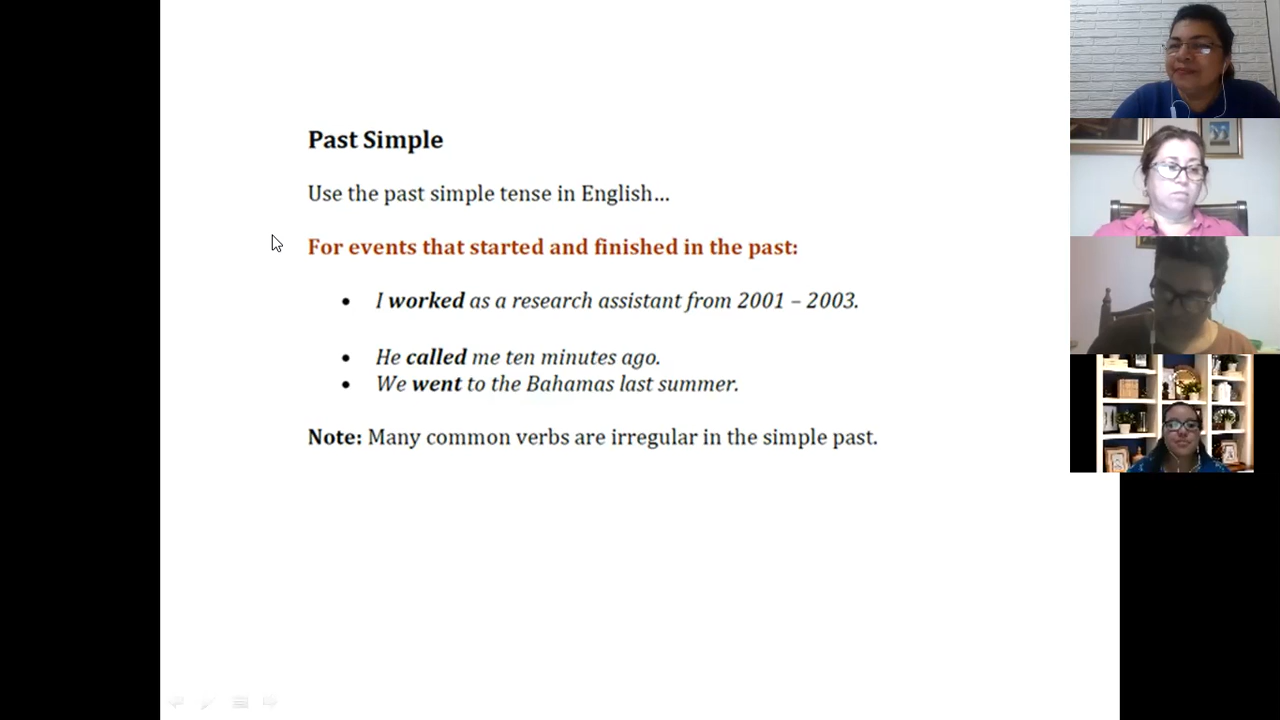 Past Simple
Use the past simple tense in English...
For events that started and finished in the past:
• I worked as a research assistant from 2001 – 2003.
• He called me ten minutes ago.
• We went to the Bahamas last summer.
Note: Many common verbs are irregular in the simple past.